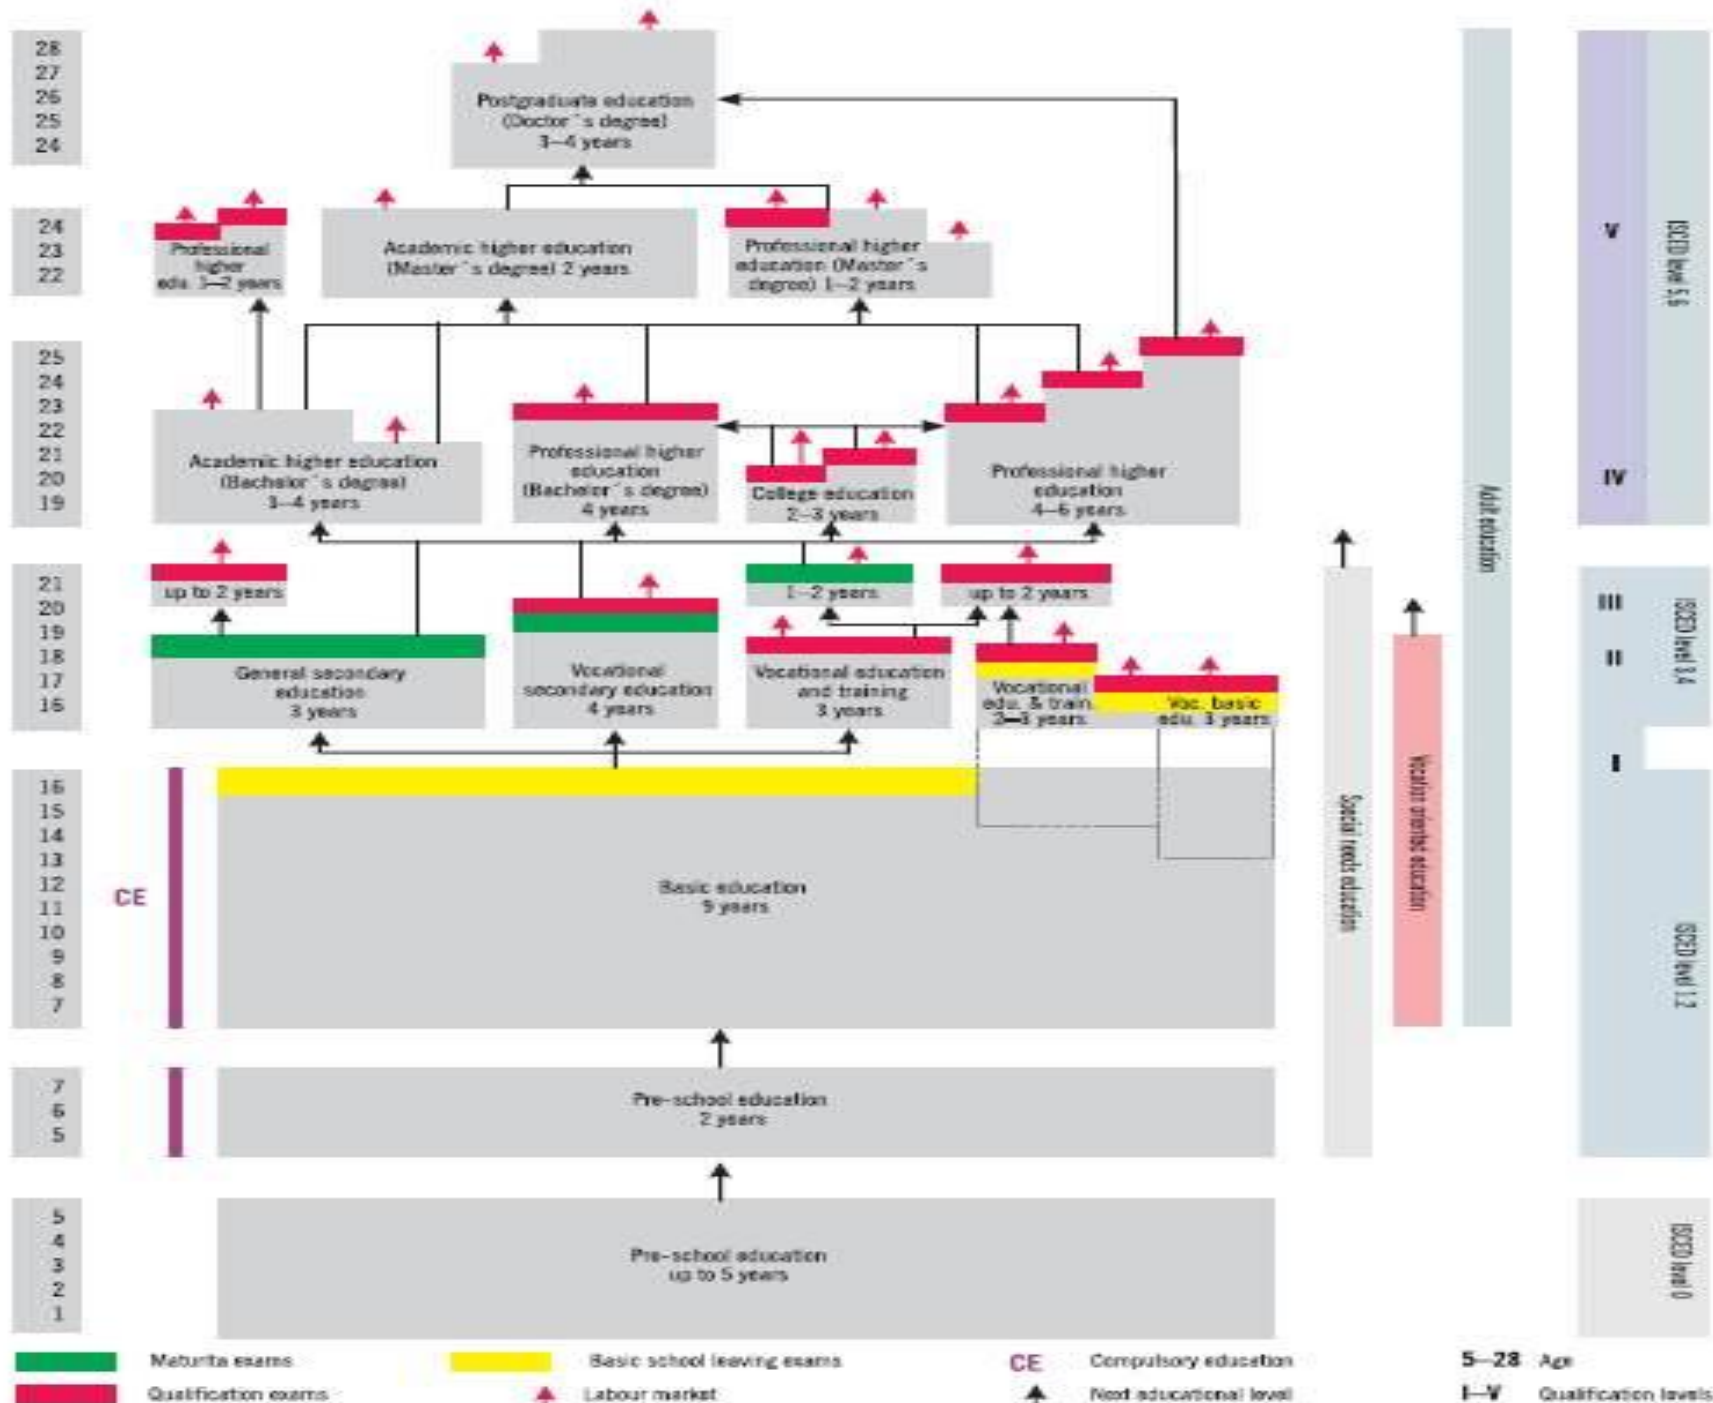 28
27
26
25
24
Postgraduate education
(Doctor´s degree)
3–4 years
24
23
22
Professional
higher
edu. 1–2 years
Academic higher education
(Master´s degree) 2 years
Professional higher
education (Master´s
degree) 1–2 years
25
24
23
22
21
20
19
Academic higher education
(Bachelor´s degree)
3–4 years
Professional higher
education
(Bachelor´s degree)
4 years
College education
2–3 years
Professional higher
education
4–6 years
21
20
19
18
17
16
up to 2 years
General secondary
education
3 years
Vocational
secondary education
4 years
1–2 years
Vocational education
and training
3 years
up to 2 years
Vocational
edu. & train.
2–3 years
Voc. basic
edu. 3 years
16
15
14
13
12
11
10
9
8
7
CE
Basic education
9 years
7
6
5
Pre-school education
2 years
5
4
3
2
1
Pre-school education
up to 5 years
Special needs education
Vocation oriented education
Adult education
V
IV
III
II
I
ISCED level 5,6
ISCED level 3,4
ISCED level 1,2
ISCED level 0
Maturita exams
Basic school leaving exams
CE Compulsory education
5–28 Age
Qualification exams
Labour market
Next educational level
I–V Qualification levels